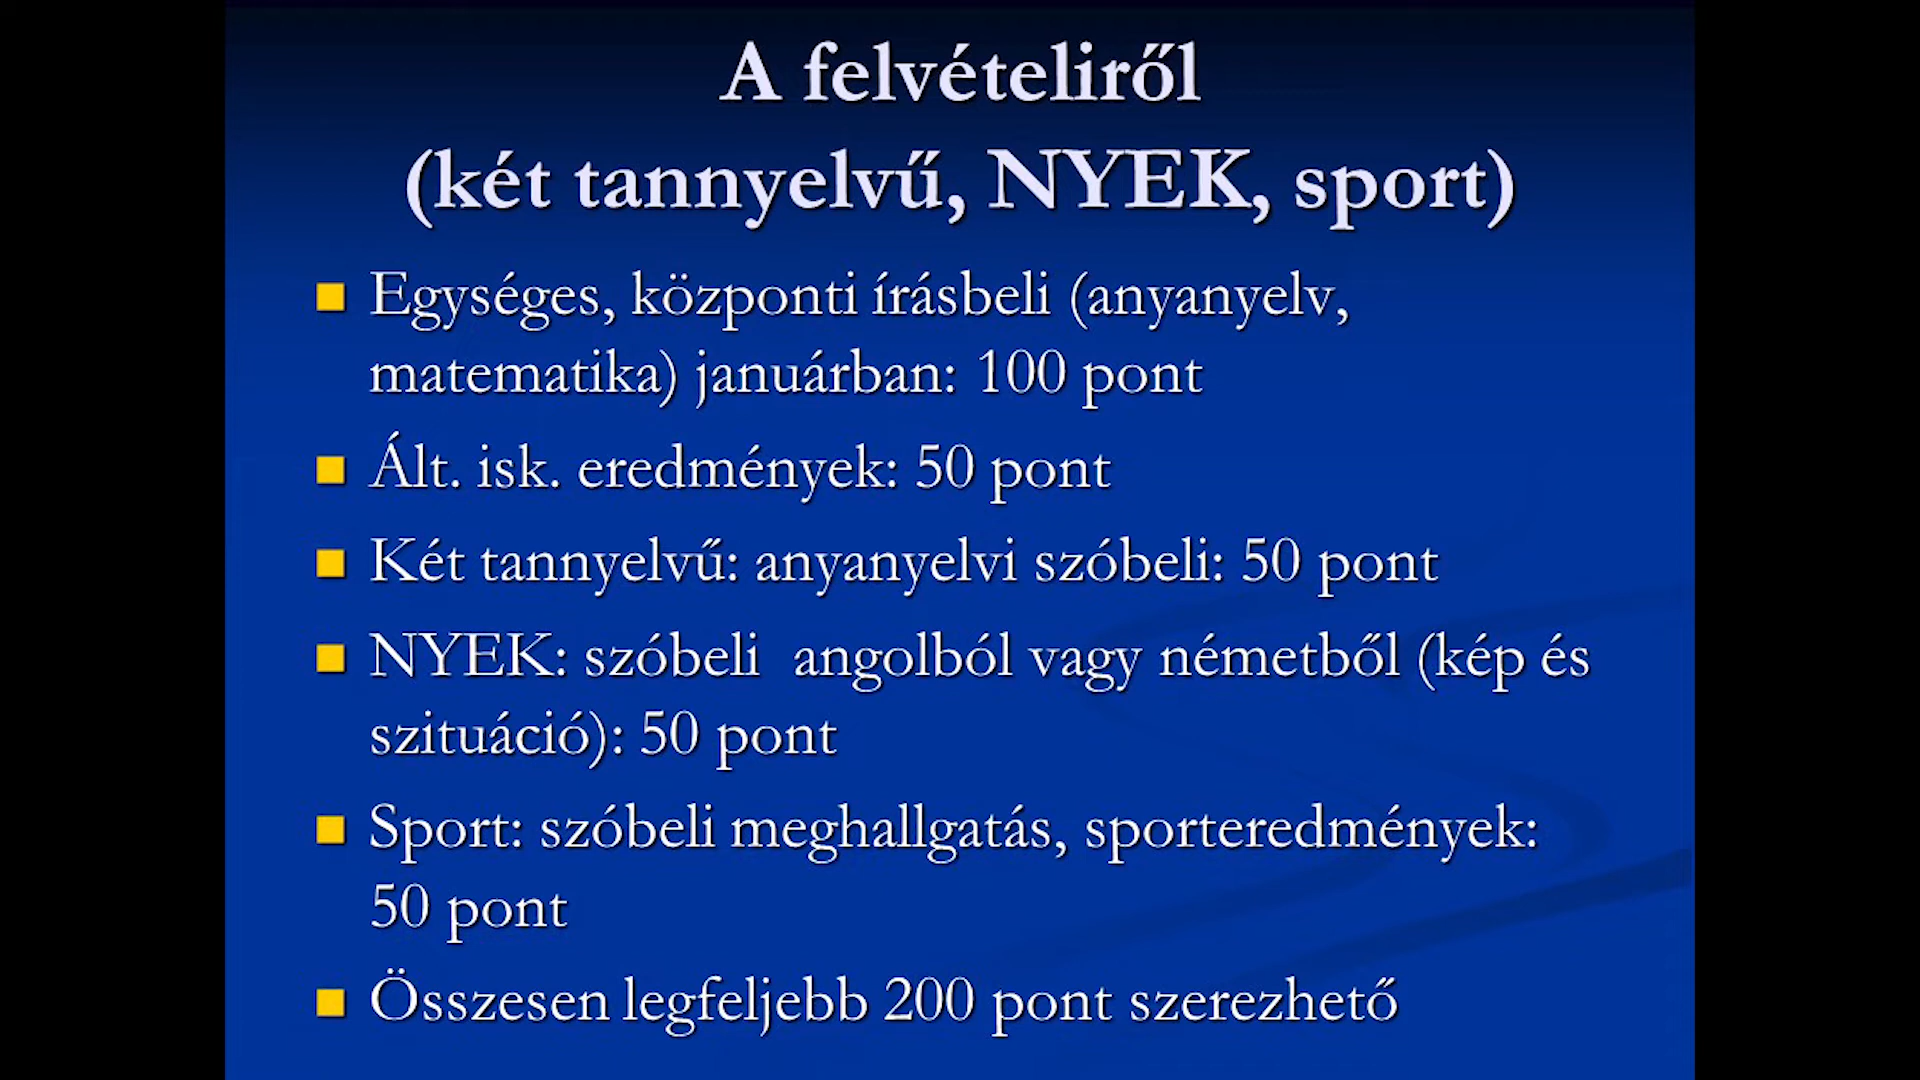 A felvételiről
(két tannyelvű, NYEK, sport)
Egységes, központi írásbeli (anyanyelv,
matematika) januárban: 100 pont
Ált. isk. eredmények: 50 pont
Két tannyelvű: anyanyelvi szóbeli: 50 pont
NYEK: szóbeli angolból vagy németből (kép és
szituáció): 50 pont
Sport: szóbeli meghallgatás, sporteredmények:
50 pont
Összesen legfeljebb 200 pont szerezhető